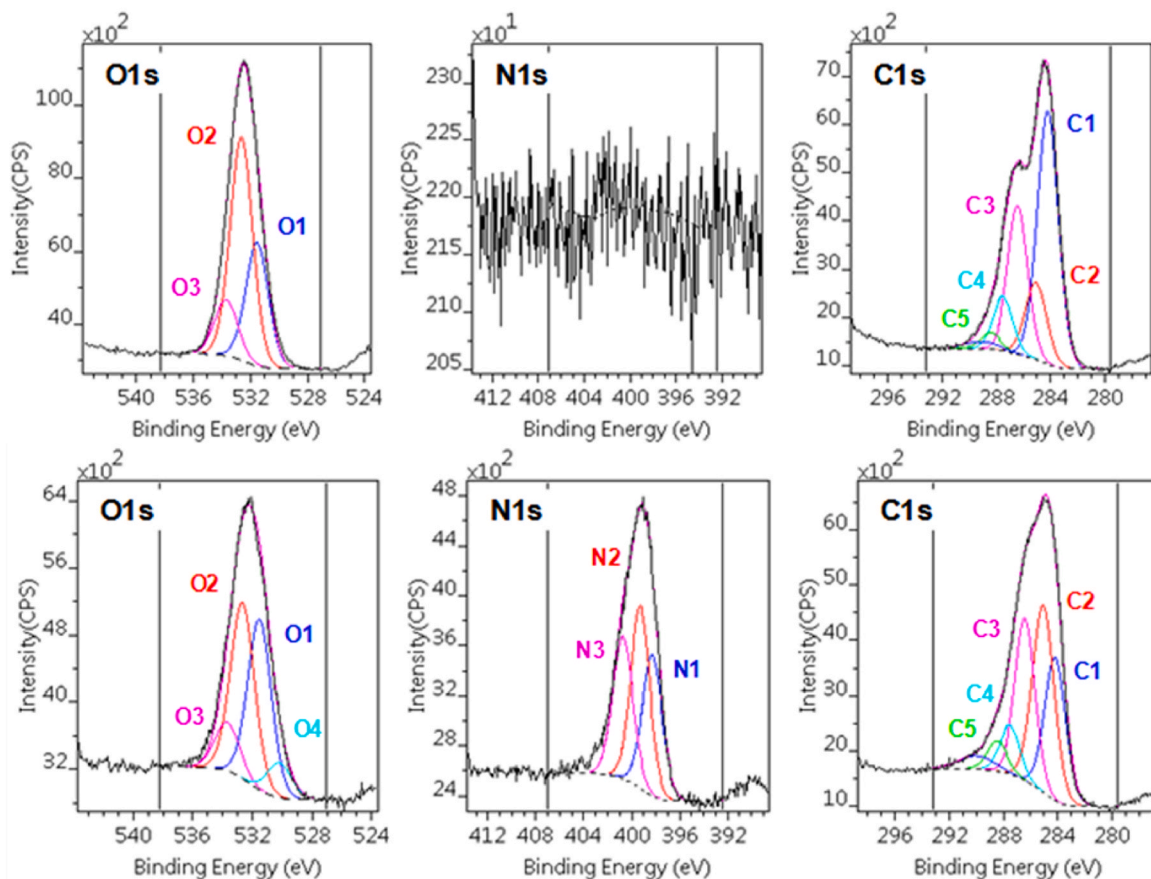 x10²
O1s
O2
O1
O3
100
80
60
40
540
536
532
528
524
Intensity(CPS)
Binding Energy (eV)
x10¹
N1s
230
225
220
215
210
205
412
408
404
400
396
392
Intensity(CPS)
Binding Energy (eV)
x10²
C1s
C1
C3
C4
C2
C5
70
60
50
40
30
20
10
296
292
288
284
280
Intensity(CPS)
Binding Energy (eV)
x10²
O1s
O2
O1
O3
O4
64
56
48
40
32
540
536
532
528
524
Intensity(CPS)
Binding Energy (eV)
x10²
N1s
N2
N3
N1
48
44
40
36
32
28
24
412
408
404
400
396
392
Intensity(CPS)
Binding Energy (eV)
x10²
C1s
C2
C3
C1
C4
C5
60
50
40
30
20
10
296
292
288
284
280
Intensity(CPS)
Binding Energy (eV)